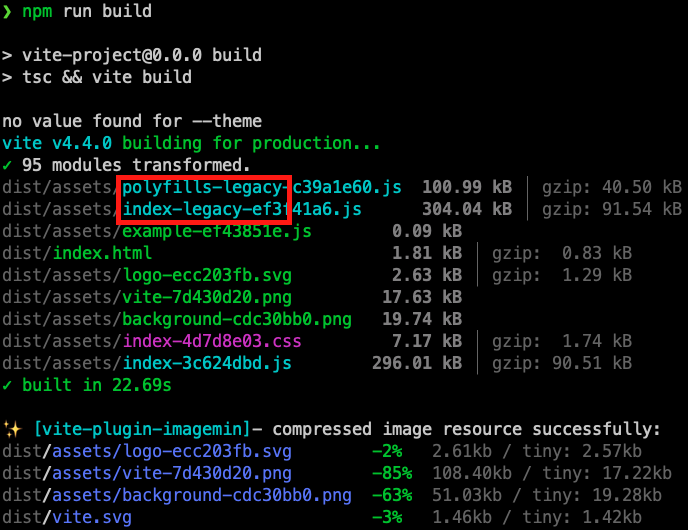 ❯ npm run build
> vite-project@0.0.0 build
> tsc && vite build
no value found for --theme
vite v4.4.0 building for production...
✓ 95 modules transformed.
dist/assets/polyfills-legacy-c39a1e60.js 100.99 kB │ gzip: 40.50 kB
dist/assets/index-legacy-ef3f41a6.js 304.04 kB │ gzip: 91.54 kB
dist/assets/example-ef43851e.js 0.09 kB
dist/index.html 1.81 kB │ gzip: 0.83 kB
dist/assets/logo-ecc203fb.svg 2.63 kB │ gzip: 1.29 kB
dist/assets/vite-7d430d20.png 17.63 kB
dist/assets/background-cdc30bb0.png 19.74 kB
dist/assets/index-4d7d8e03.css 7.17 kB │ gzip: 1.74 kB
dist/assets/index-3c624dbd.js 296.01 kB │ gzip: 90.51 kB
✓ built in 22.69s
✨ [vite-plugin-imagemin]- compressed image resource successfully:
dist/assets/logo-ecc203fb.svg -2% 2.61kb / tiny: 2.57kb
dist/assets/vite-7d430d20.png -85% 108.40kb / tiny: 17.22kb
dist/assets/background-cdc30bb0.png -63% 51.03kb / tiny: 19.28kb
dist/vite.svg -3% 1.46kb / tiny: 1.42kb